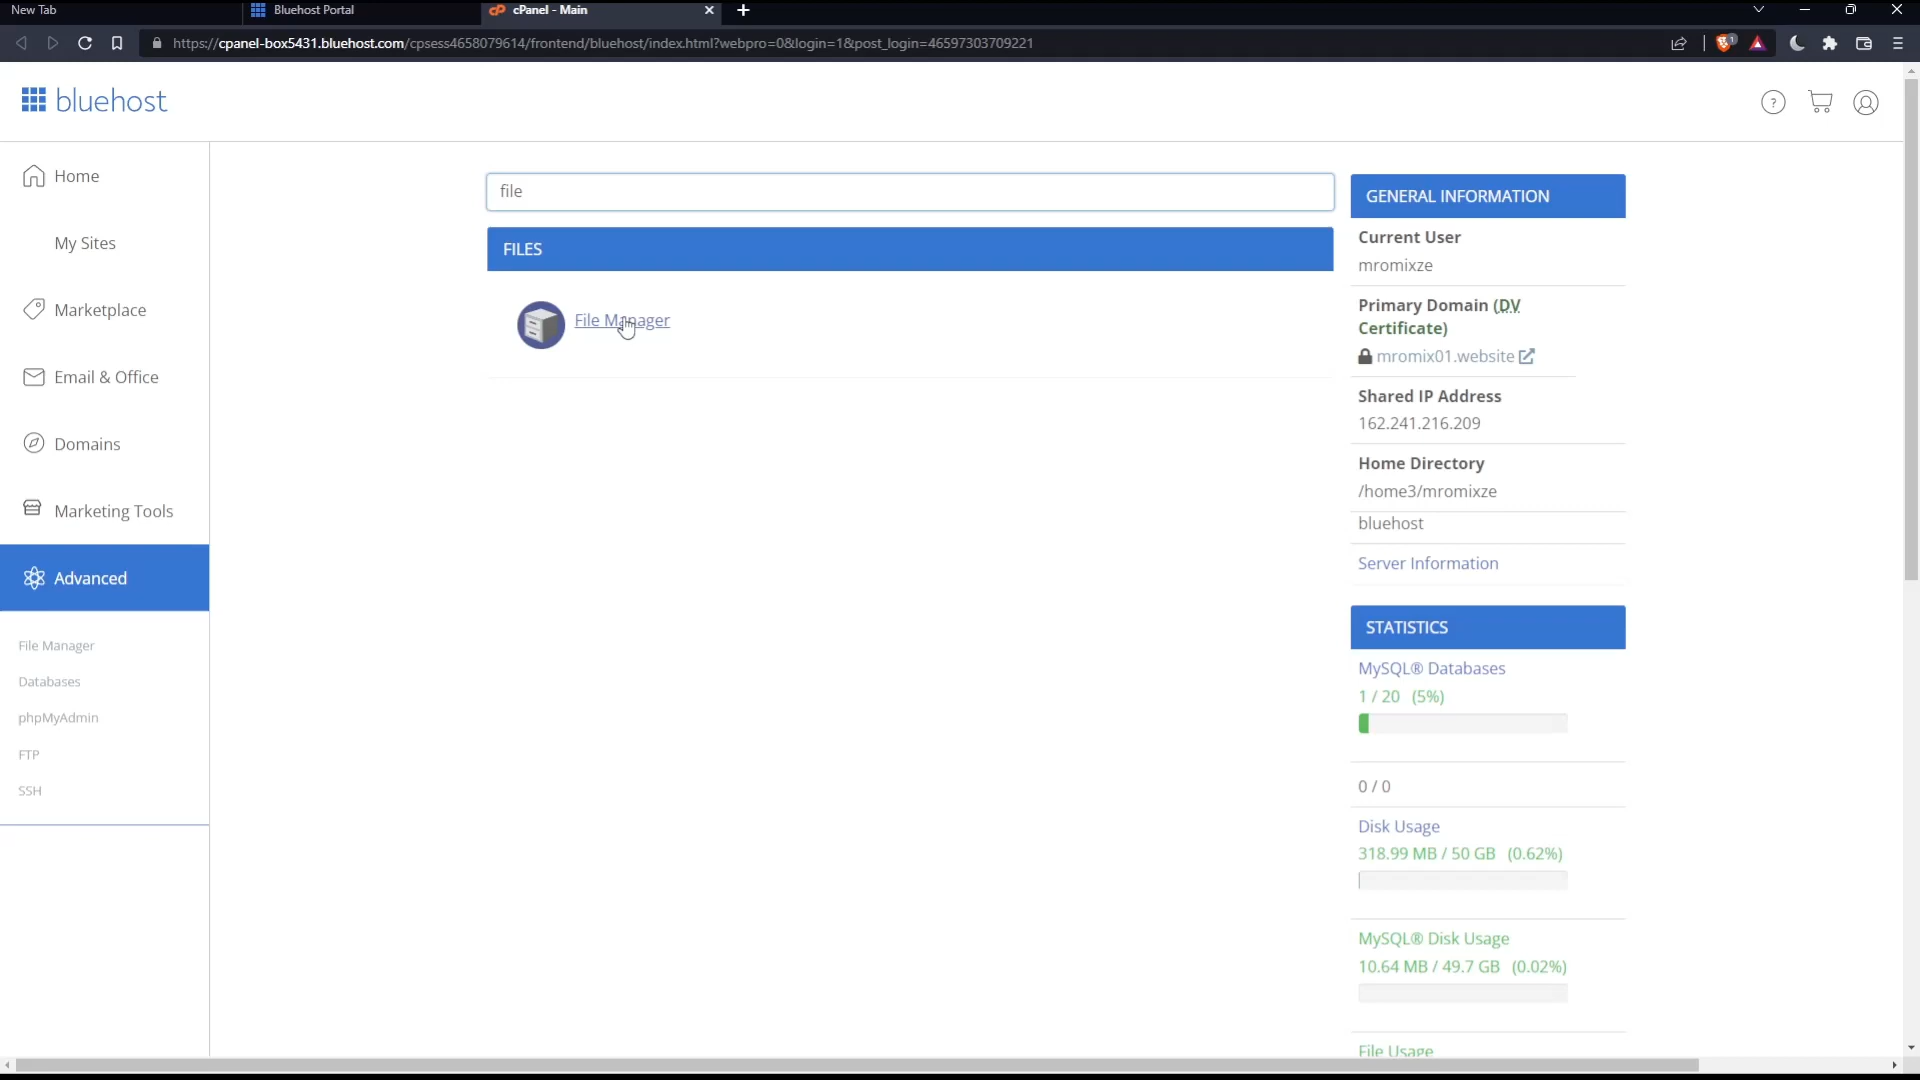 New Tab
Bluehost Portal
cPanel - Main
https://cpanel-box5431.bluehost.com/cpsess4658079614/frontend/bluehost/index.html?webpro=0&login=1&post_login=46597303709221
1
bluehost
?
Home
My Sites
Marketplace
Email & Office
Domains
Marketing Tools
Advanced
File Manager
Databases
phpMyAdmin
FTP
SSH
file
FILES
File Manager
GENERAL INFORMATION
Current User
mromixze
Primary Domain (DV
Certificate)
mromix01.website
Shared IP Address
162.241.216.209
Home Directory
/home3/mromixze
bluehost
Server Information
STATISTICS
MySQL® Databases
1 / 20 (5%)
0 / 0
Disk Usage
318.99 MB / 50 GB (0.62%)
MySQL® Disk Usage
10.64 MB / 49.7 GB (0.02%)
File Usage